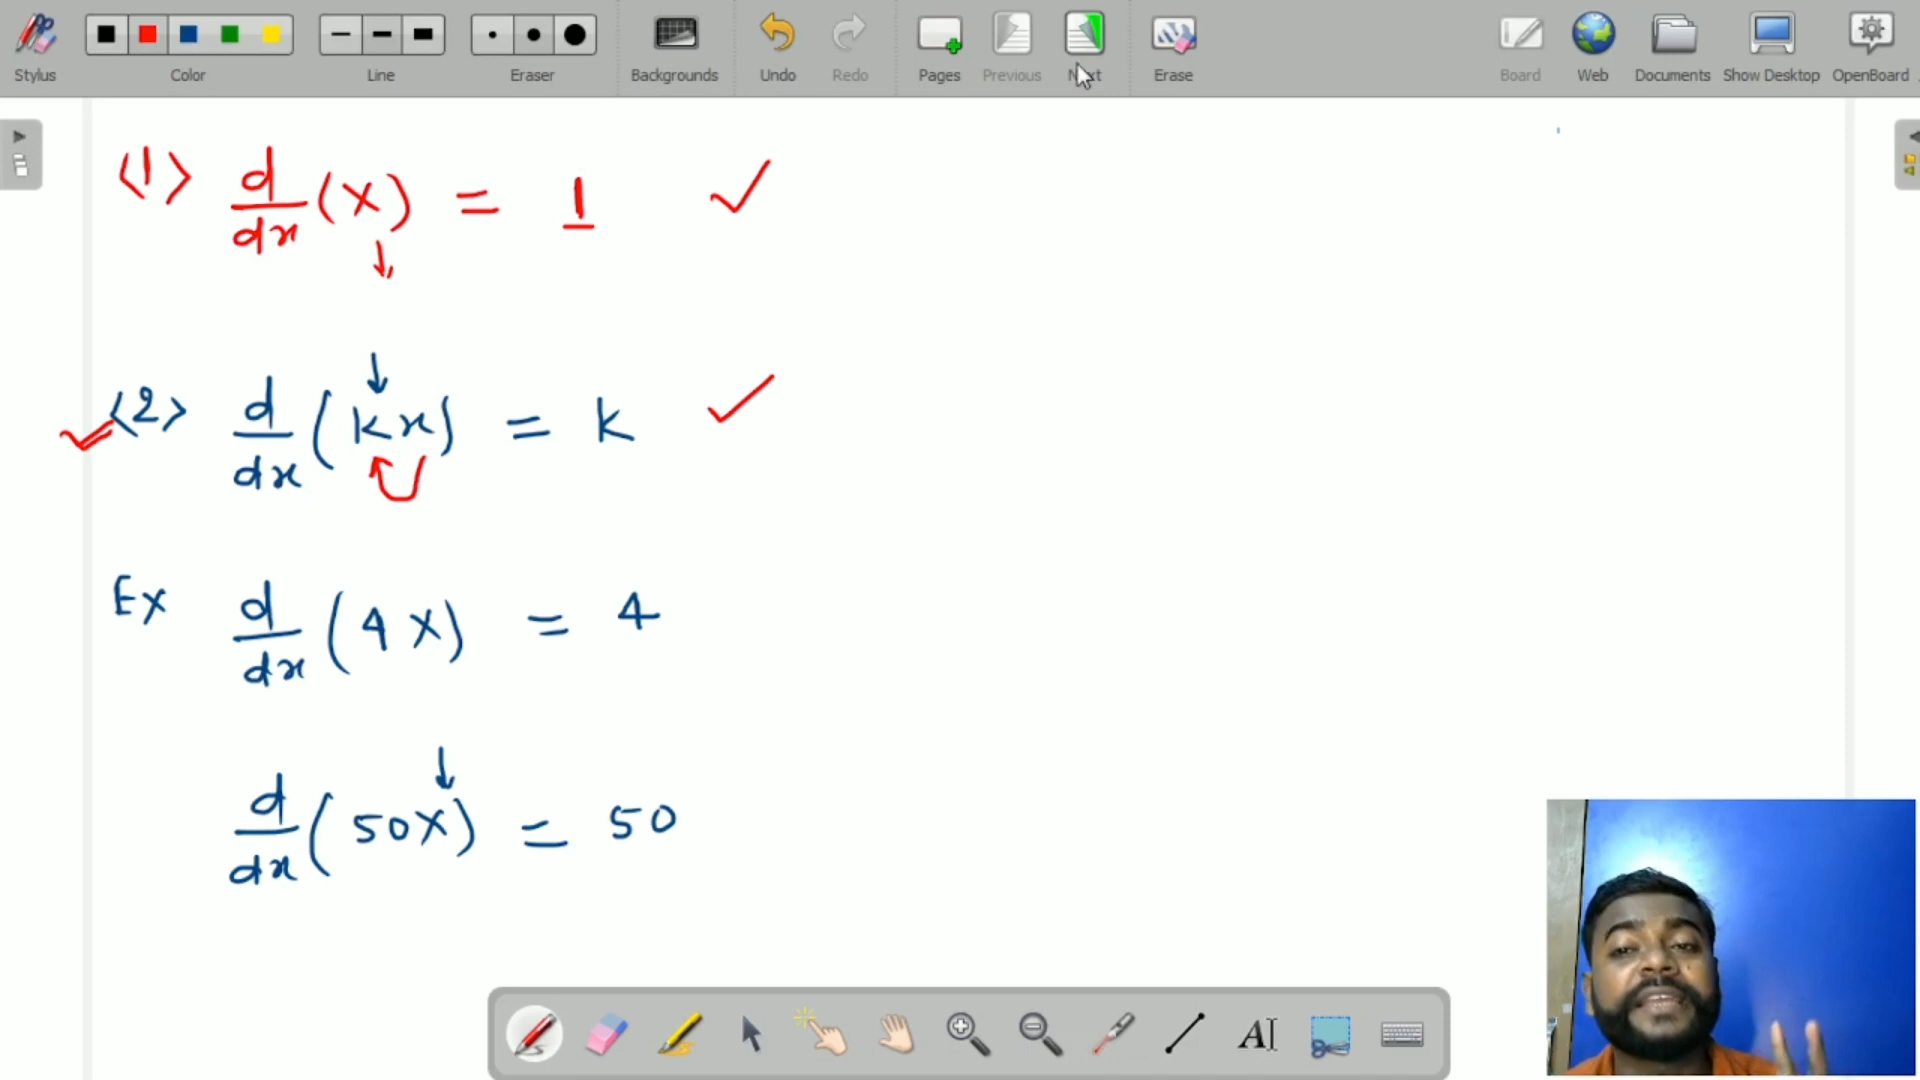 Stylus
Color
Line
Eraser
Backgrounds
Undo
Redo
Pages
Previous
Next
Erase
Board
Web
Documents
Show Desktop
OpenBoard
<1> d/dx (x) = 1
<2> d/dx (kx) = k
Ex d/dx (4x) = 4
d/dx (50x) = 50
AI